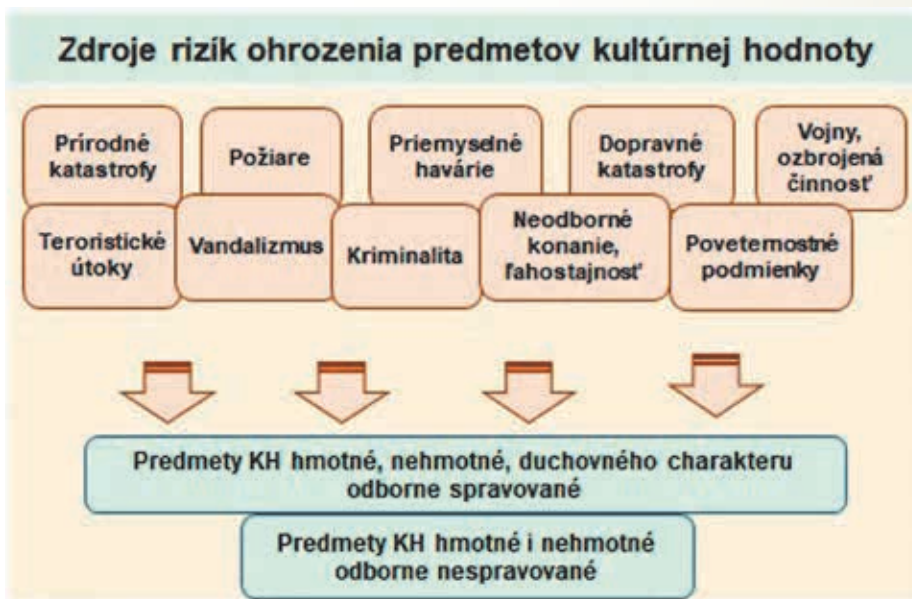 Zdroje rizík ohrozenia predmetov kultúrnej hodnoty
Prírodné
katastrofy
Požiare
Priemyselné
havárie
Dopravné
katastrofy
Vojny,
ozbrojená
činnosť
Teroristické
útoky
Vandalizmus
Kriminalita
Neodborné
konanie,
ľahostajnosť
Poveternostné
podmienky
Predmety KH hmotné, nehmotné, duchovného charakteru
odborne spravované
Predmety KH hmotné i nehmotné
odborne nespravované